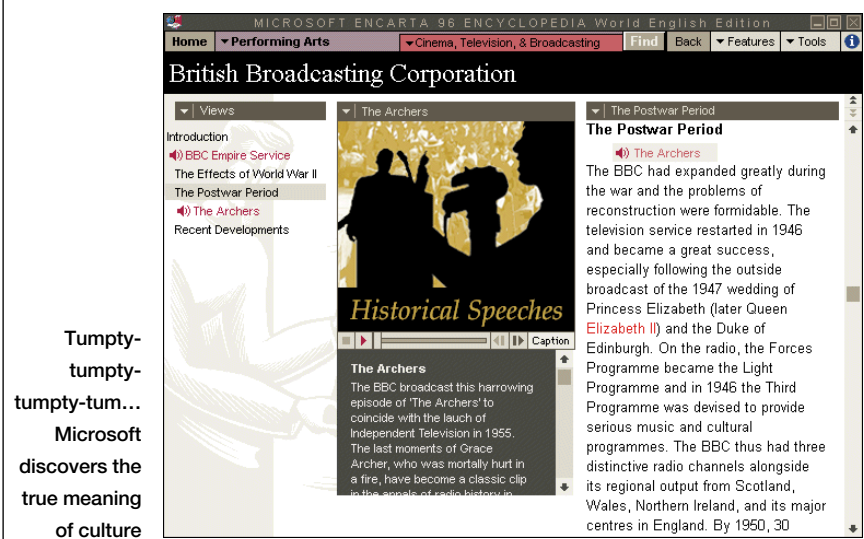 MICROSOFT ENCARTA 96 ENCYCLOPEDIA World English Edition
Home Performing Arts Cinema, Television, & Broadcasting Find Back Features Tools
British Broadcasting Corporation
Views
Introduction
BBC Empire Service
The Effects of World War II
The Postwar Period
The Archers
Recent Developments
The Archers
Historical Speeches
Caption
The Archers
The BBC broadcast this harrowing
episode of 'The Archers' to
coincide with the lauch of
Independent Television in 1955.
The last moments of Grace
Archer, who was mortally hurt in
a fire, have become a classic clip
in the annals of radio history in
The Postwar Period
The Postwar Period
The Archers
The BBC had expanded greatly during
the war and the problems of
reconstruction were formidable. The
television service restarted in 1946
and became a great success,
especially following the outside
broadcast of the 1947 wedding of
Princess Elizabeth (later Queen
Elizabeth II) and the Duke of
Edinburgh. On the radio, the Forces
Programme became the Light
Programme and in 1946 the Third
Programme was devised to provide
serious music and cultural
programmes. The BBC thus had three
distinctive radio channels alongside
its regional output from Scotland,
Wales, Northern Ireland, and its major
centres in England. By 1950, 30
Tumpty-
tumpty-
tumpty-tum…
Microsoft
discovers the
true meaning
of culture